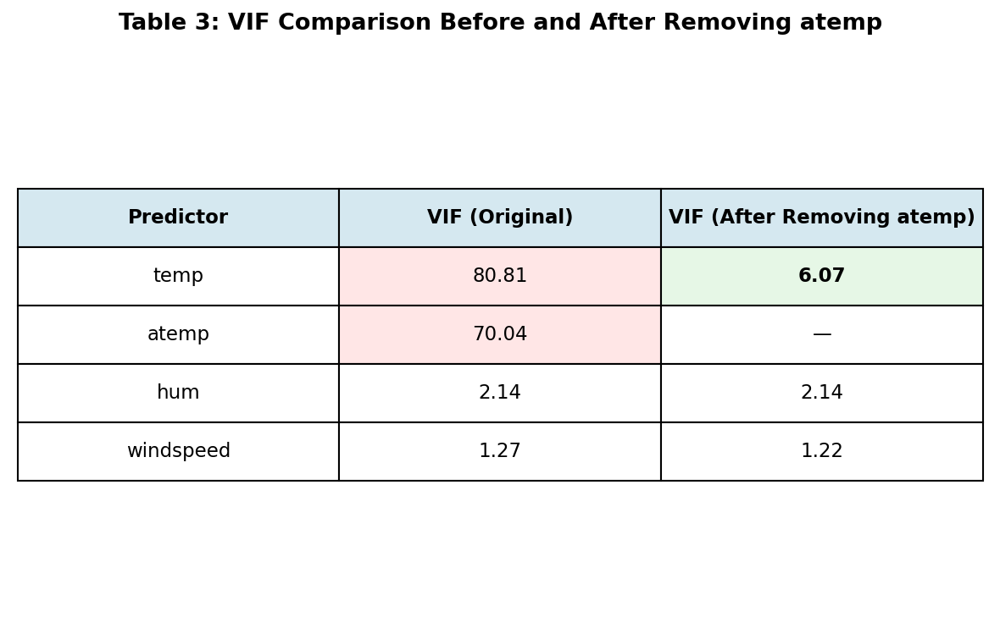 Table 3: VIF Comparison Before and After Removing atemp
Predictor VIF (Original) VIF (After Removing atemp)
temp 80.81 6.07
atemp 70.04 —
hum 2.14 2.14
windspeed 1.27 1.22